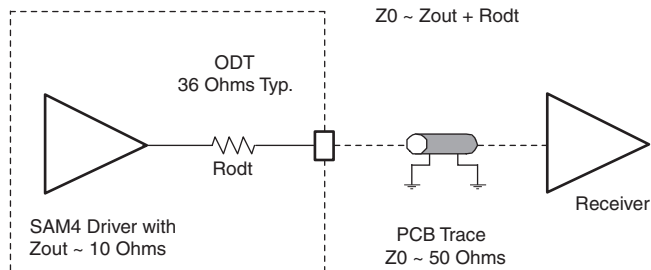 Z0 ~ Zout + Rodt
ODT
36 Ohms Typ.
Rodt
Receiver
SAM4 Driver with
Zout ~ 10 Ohms
PCB Trace
Z0 ~ 50 Ohms